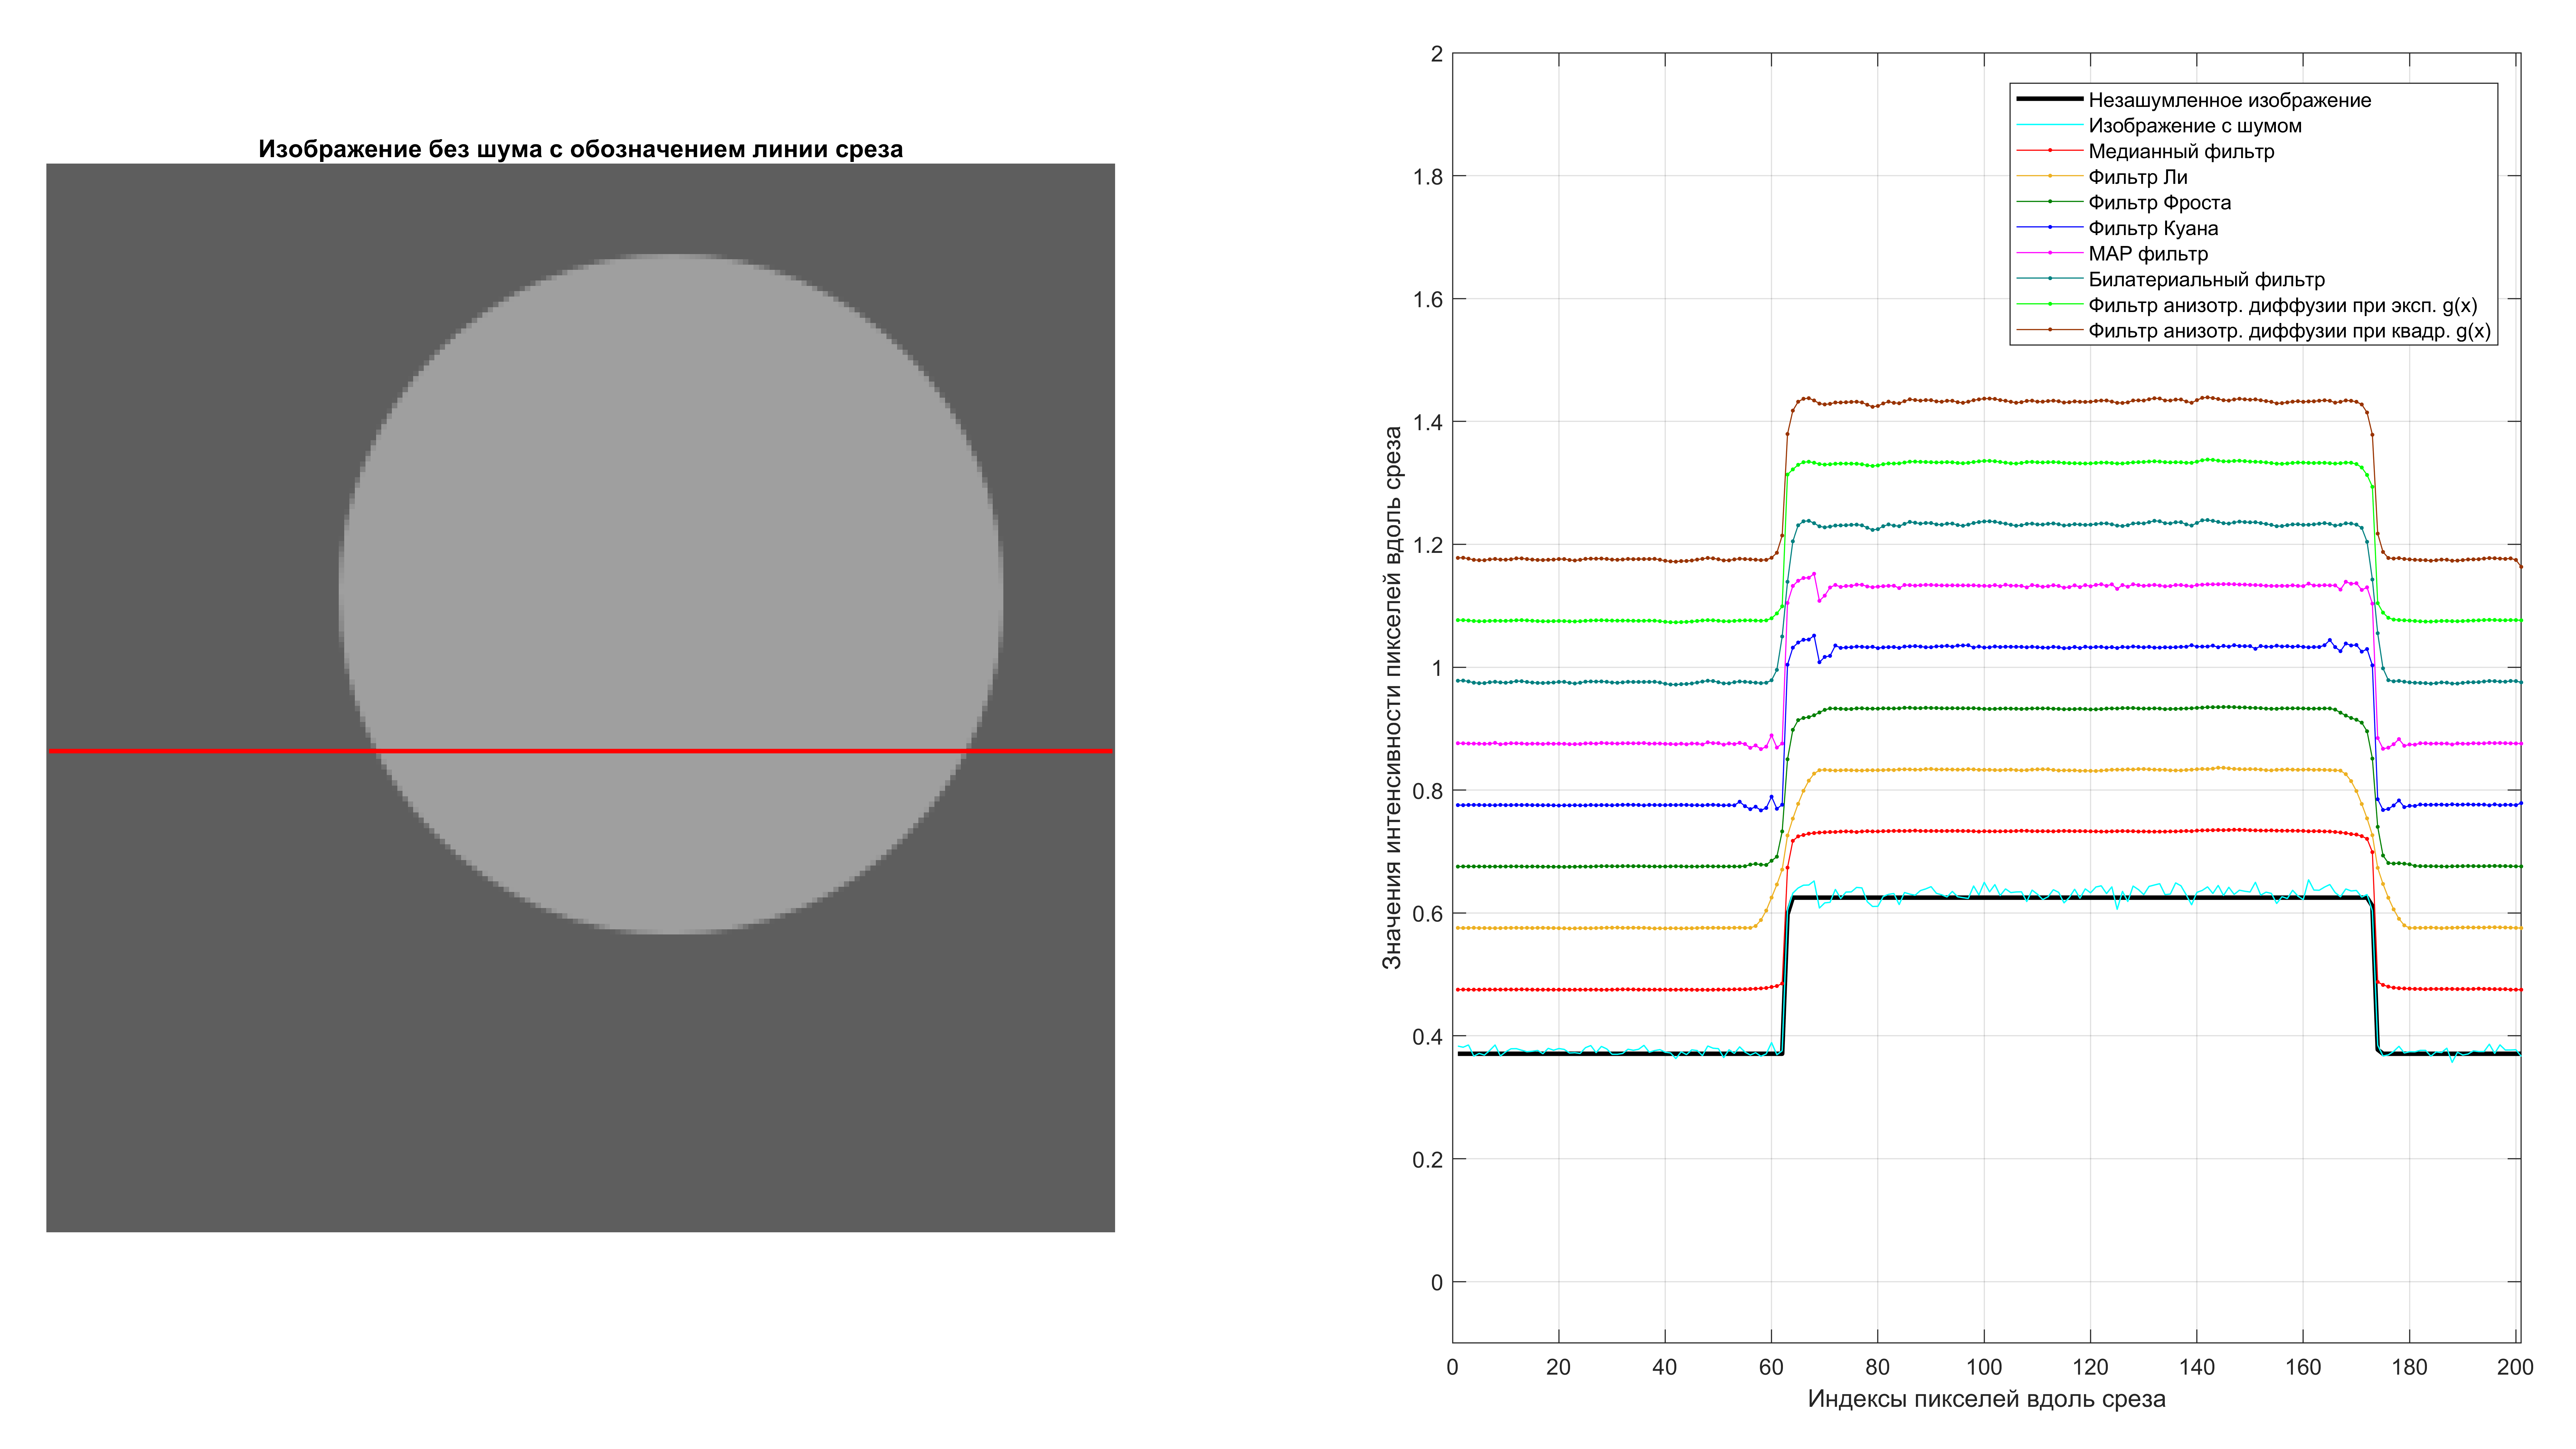 Изображение без шума с обозначением линии среза
Значения интенсивности пикселей вдоль среза
2
1.8
1.6
1.4
1.2
1
0.8
0.6
0.4
0.2
0
Незашумленное изображение
Изображение с шумом
Медианный фильтр
Фильтр Ли
Фильтр Фроста
Фильтр Куана
MAP фильтр
Билатериальный фильтр
Фильтр анизотр. диффузии при эксп. g(x)
Фильтр анизотр. диффузии при квадр. g(x)
0 20 40 60 80 100 120 140 160 180 200
Индексы пикселей вдоль среза